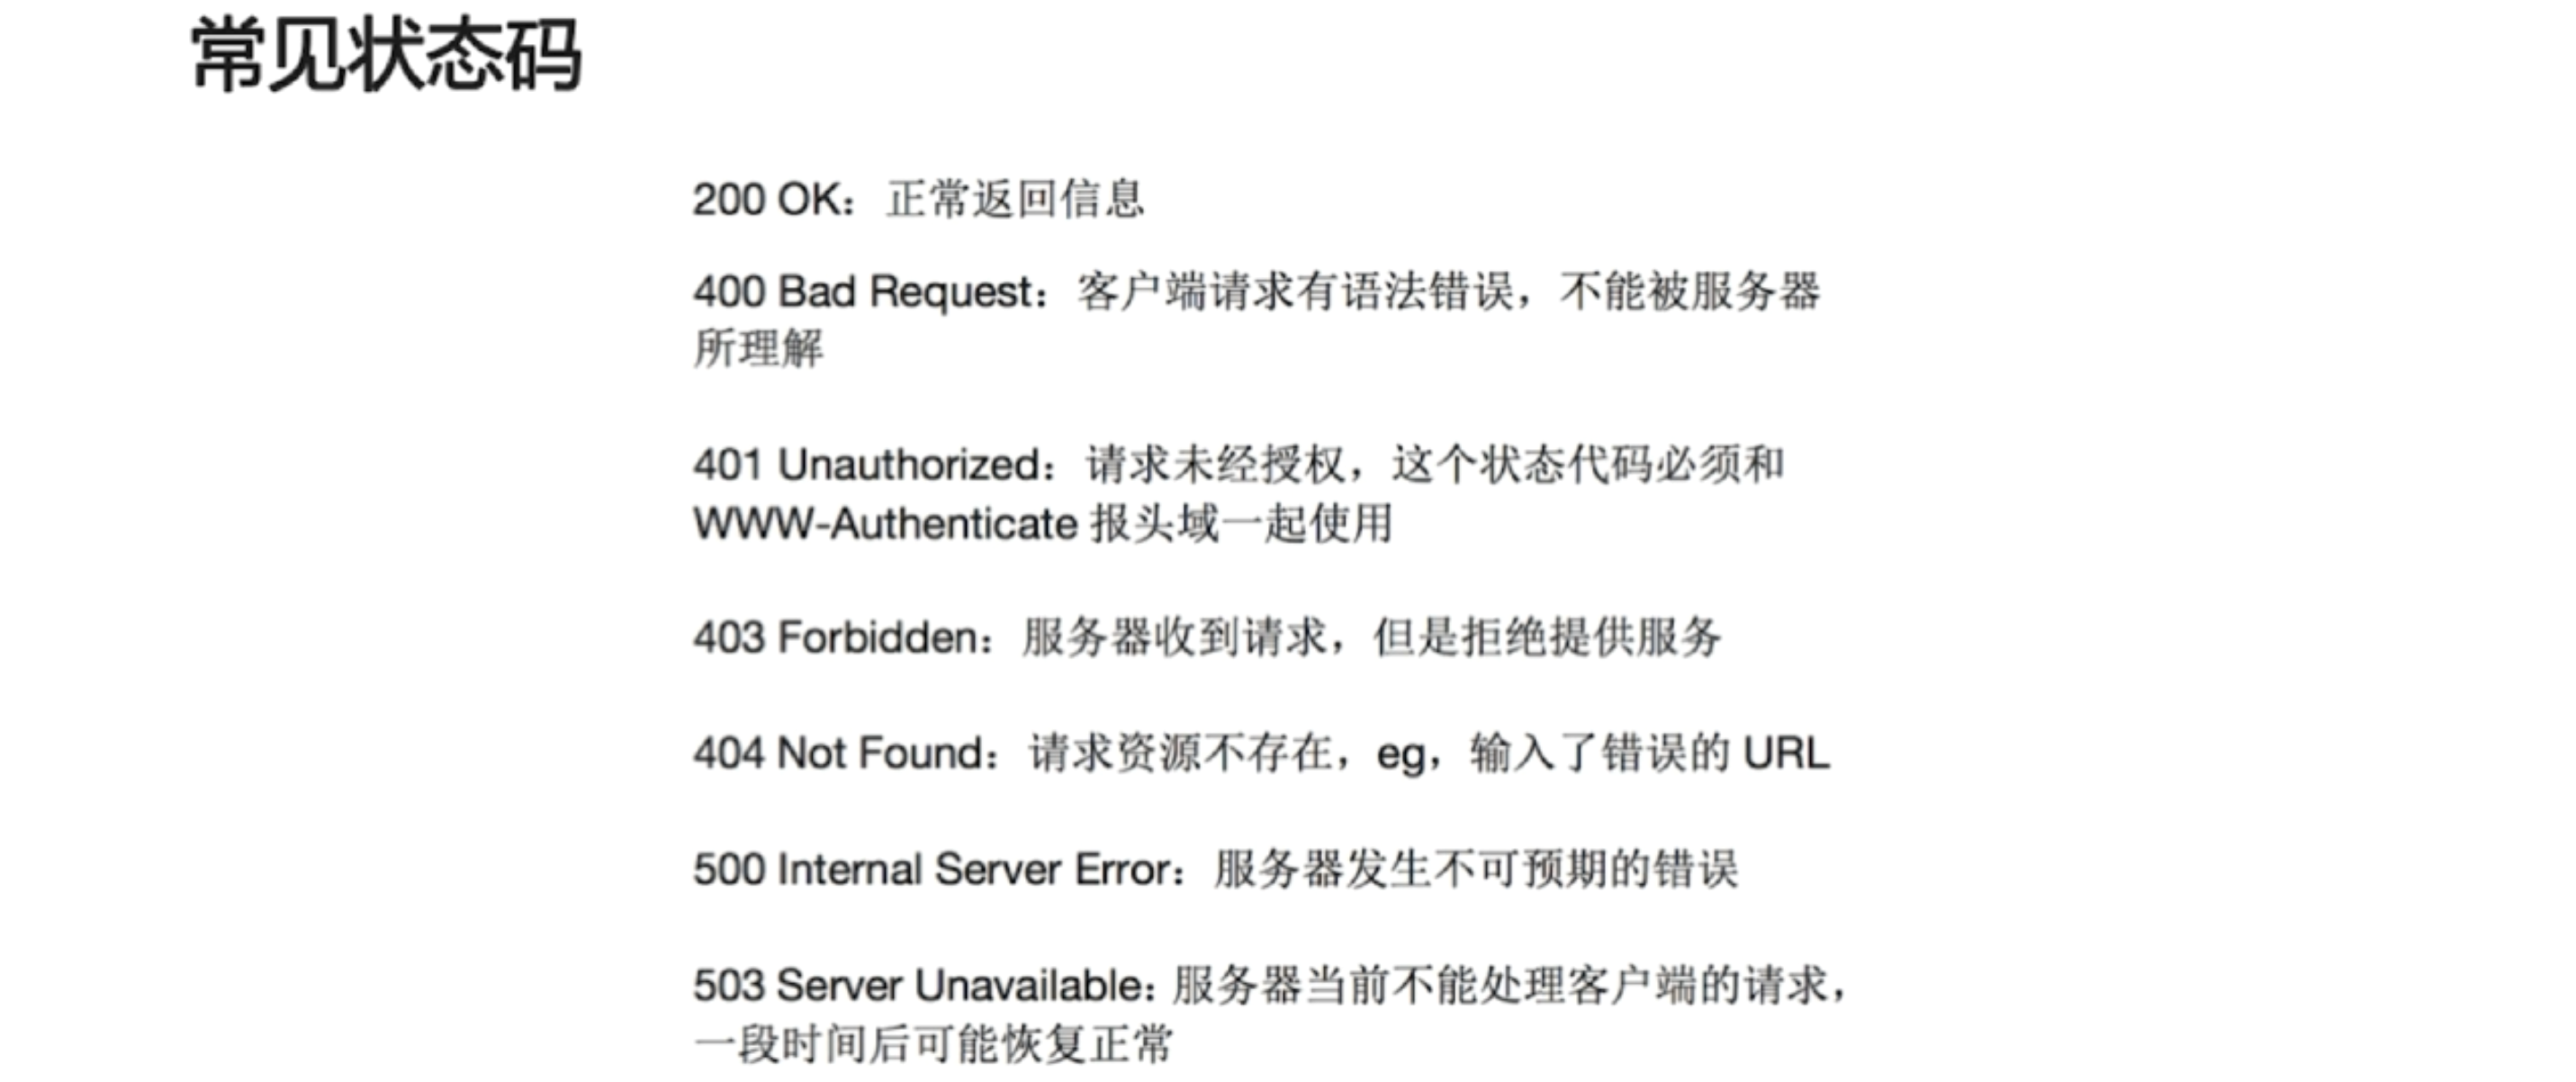 常见状态码
200 OK：正常返回信息
400 Bad Request：客户端请求有语法错误，不能被服务器
所理解
401 Unauthorized：请求未经授权，这个状态代码必须和
WWW-Authenticate 报头域一起使用
403 Forbidden：服务器收到请求，但是拒绝提供服务
404 Not Found：请求资源不存在，eg，输入了错误的 URL
500 Internal Server Error：服务器发生不可预期的错误
503 Server Unavailable：服务器当前不能处理客户端的请求，
一段时间后可能恢复正常